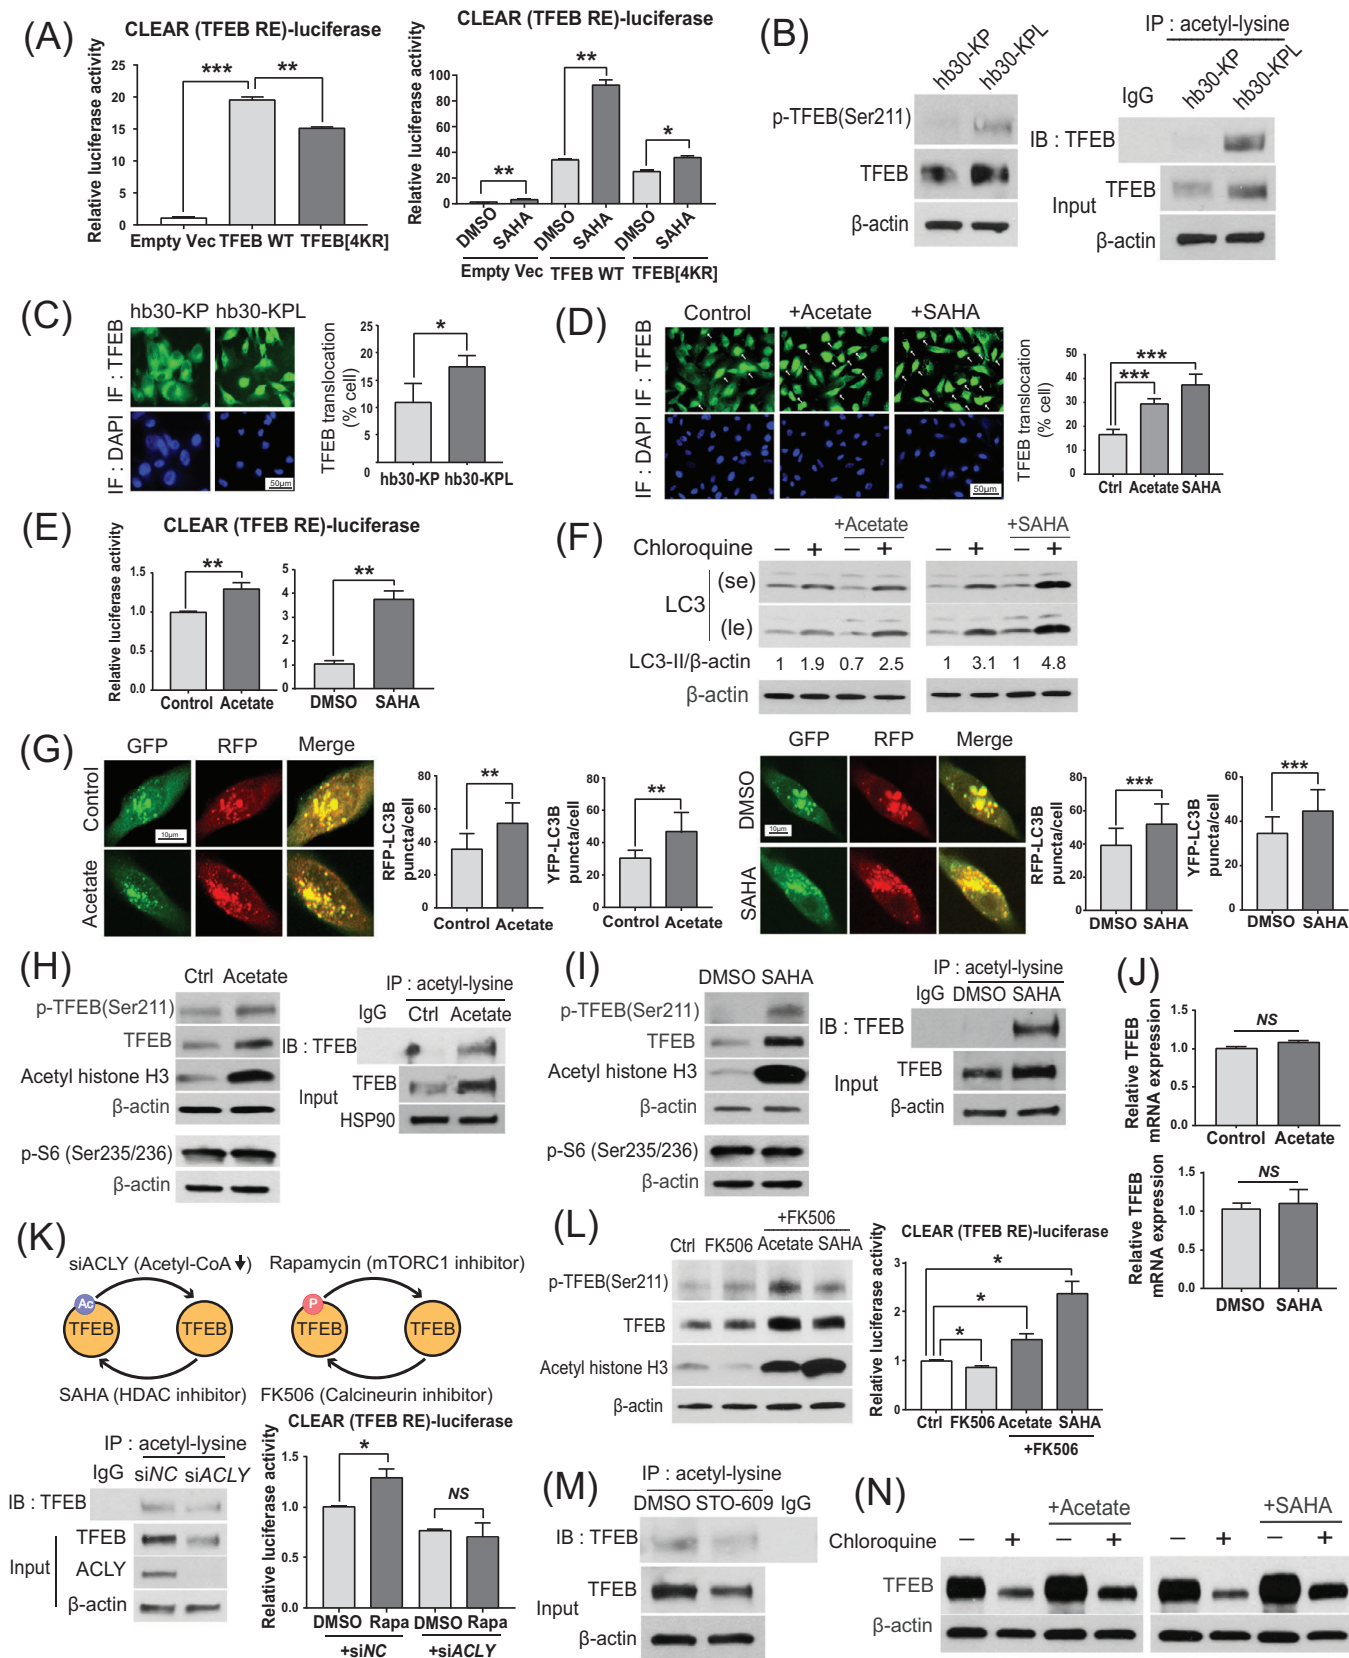 (A)
CLEAR (TFEB RE)-luciferase
Relative luciferase activity
25
20
15
10
5
0
***
**
Empty Vec TFEB WT TFEB[4KR]
CLEAR (TFEB RE)-luciferase
Relative luciferase activity
100
80
60
40
20
0
**
**
*
DMSO SAHA DMSO SAHA DMSO SAHA
Empty Vec TFEB WT TFEB[4KR]
(B)
hb30-KP hb30-KPL
p-TFEB(Ser211)
TFEB
β-actin
IP : acetyl-lysine
IgG hb30-KP hb30-KPL
IB : TFEB
Input
TFEB
β-actin
(C)
hb30-KP hb30-KPL
IF : TFEB
IF : DAPI
50μm
TFEB translocation
(% cell)
25
20
15
10
5
0
*
hb30-KP hb30-KPL
(D)
Control +Acetate +SAHA
IF : TFEB
IF : DAPI
50μm
TFEB translocation
(% cell)
50
40
30
20
10
0
***
***
Ctrl Acetate SAHA
(E)
CLEAR (TFEB RE)-luciferase
Relative luciferase activity
1.5
1.0
0.5
0.0
**
Control Acetate
5
4
3
2
1
0
**
DMSO SAHA
(F)
+Acetate +SAHA
Chloroquine − + − + − + − +
LC3
(se)
(le)
LC3-II/β-actin 1 1.9 0.7 2.5 1 3.1 1 4.8
β-actin
(G)
GFP RFP Merge
Control
10μm
Acetate
RFP-LC3B
puncta/cell
80
60
40
20
0
**
Control Acetate
YFP-LC3B
puncta/cell
80
60
40
20
0
**
Control Acetate
GFP RFP Merge
DMSO
10μm
SAHA
RFP-LC3B
puncta/cell
80
60
40
20
0
***
DMSO SAHA
YFP-LC3B
puncta/cell
60
40
20
0
***
DMSO SAHA
(H)
Ctrl Acetate
p-TFEB(Ser211)
TFEB
Acetyl histone H3
β-actin
p-S6 (Ser235/236)
β-actin
IP : acetyl-lysine
IgG Ctrl Acetate
IB : TFEB
Input
TFEB
HSP90
(I)
DMSO SAHA
p-TFEB(Ser211)
TFEB
Acetyl histone H3
β-actin
p-S6 (Ser235/236)
β-actin
IP : acetyl-lysine
IgG DMSO SAHA
IB : TFEB
Input
TFEB
β-actin
(J)
Relative TFEB
mRNA expression
1.5
1.0
0.5
0.0
NS
Control Acetate
Relative TFEB
mRNA expression
1.5
1.0
0.5
0.0
NS
DMSO SAHA
(K)
siACLY (Acetyl-CoA⬇)
Ac
TFEB TFEB
SAHA (HDAC inhibitor)
Rapamycin (mTORC1 inhibitor)
P
TFEB TFEB
FK506 (Calcineurin inhibitor)
IP : acetyl-lysine
IgG siNC siACLY
IB : TFEB
Input
TFEB
ACLY
β-actin
CLEAR (TFEB RE)-luciferase
Relative luciferase activity
1.5
1.0
0.5
0.0
*
NS
DMSO Rapa DMSO Rapa
+siNC +siACLY
(L)
+FK506
Ctrl FK506 Acetate SAHA
p-TFEB(Ser211)
TFEB
Acetyl histone H3
β-actin
CLEAR (TFEB RE)-luciferase
Relative luciferase activity
3
2
1
0
*
*
*
Ctrl FK506 Acetate SAHA
+FK506
(M)
IP : acetyl-lysine
DMSO STO-609 IgG
IB : TFEB
Input
TFEB
β-actin
(N)
+Acetate +SAHA
Chloroquine − + − + − + − +
TFEB
β-actin